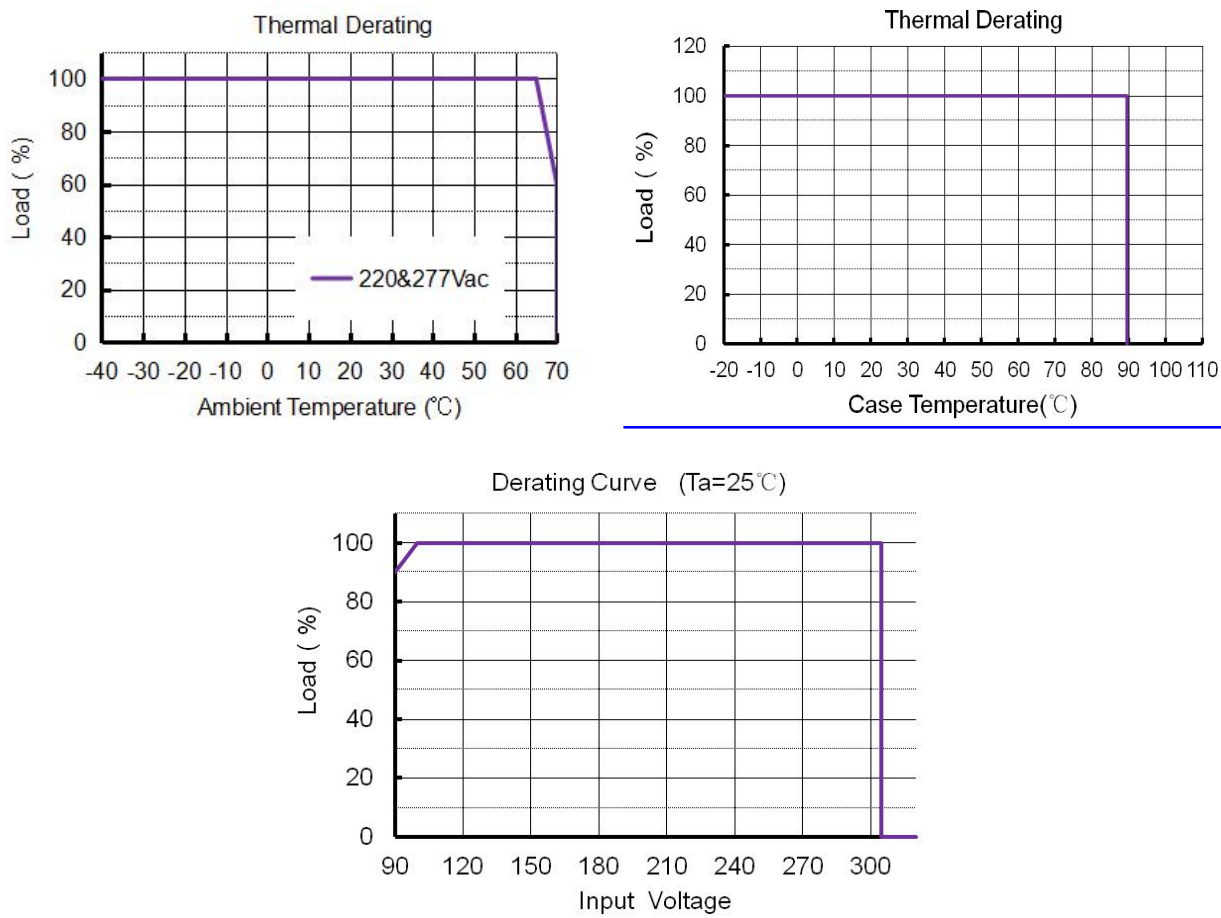 Thermal Derating
100
80
60
40
20
0
Load ( %)
220&277Vac
-40 -30 -20 -10 0 10 20 30 40 50 60 70
Ambient Temperature (℃)
Thermal Derating
120
100
80
60
40
20
0
Load ( %)
-20 -10 0 10 20 30 40 50 60 70 80 90 100 110
Case Temperature(℃)
Derating Curve (Ta=25℃)
100
80
60
40
20
0
Load ( %)
90 120 150 180 210 240 270 300
Input Voltage